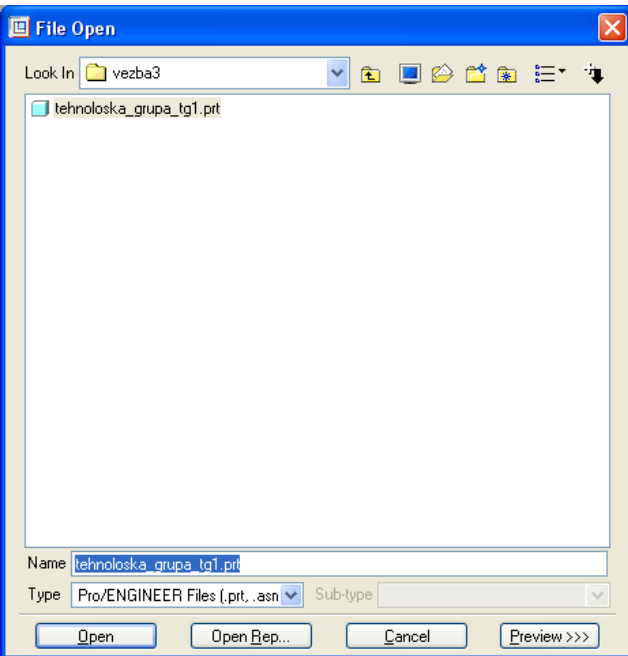 File Open
Look In vezba3
tehnoloska_grupa_tg1.prt
Name tehnoloska_grupa_tg1.prt
Type Pro/ENGINEER Files (.prt, .asn Sub-type
Open Open Rep... Cancel Preview >>>